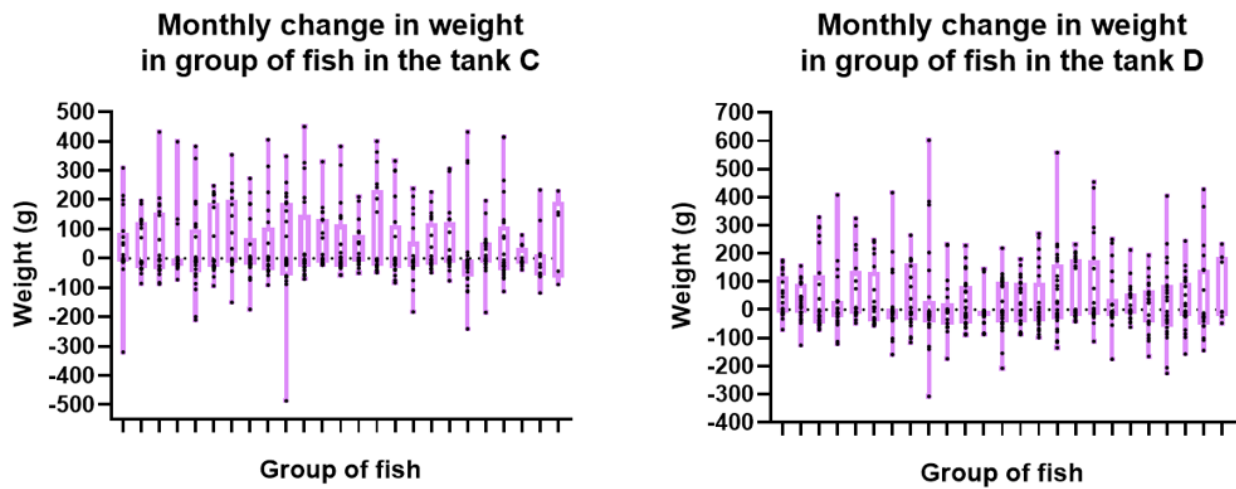 Monthly change in weight
in group of fish in the tank C
500
400
300
200
100
0
-100
-200
-300
-400
-500
Weight (g)
Group of fish
Monthly change in weight
in group of fish in the tank D
700
600
500
400
300
200
100
0
-100
-200
-300
-400
Weight (g)
Group of fish